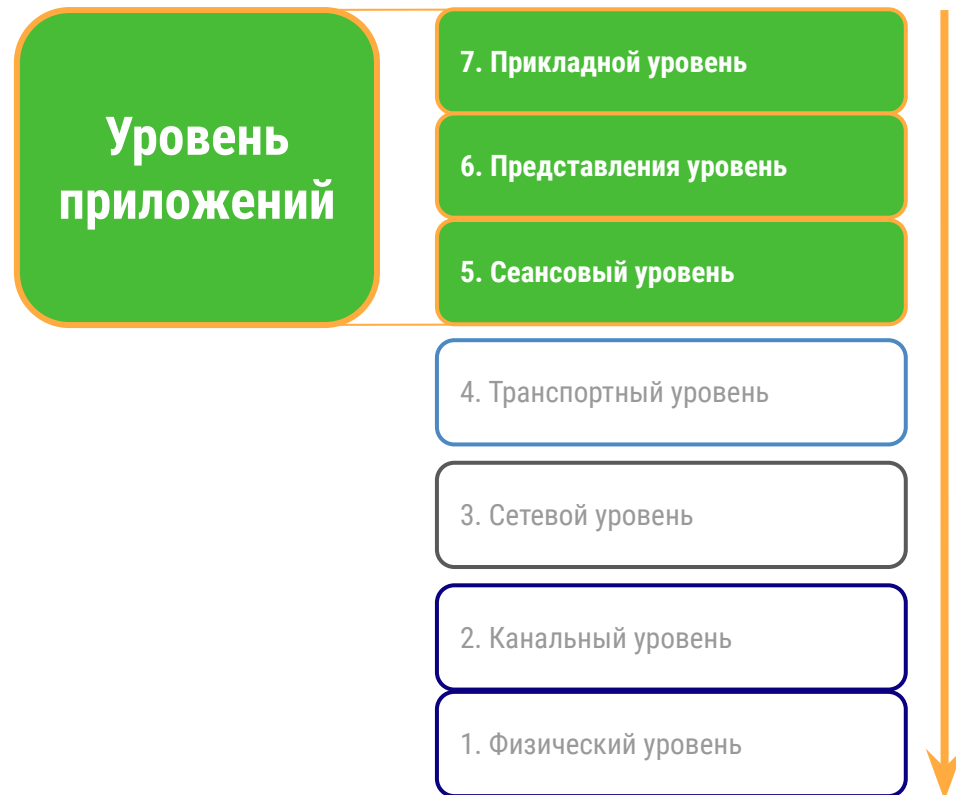 Уровень
приложений
7. Прикладной уровень
6. Представления уровень
5. Сеансовый уровень
4. Транспортный уровень
3. Сетевой уровень
2. Канальный уровень
1. Физический уровень